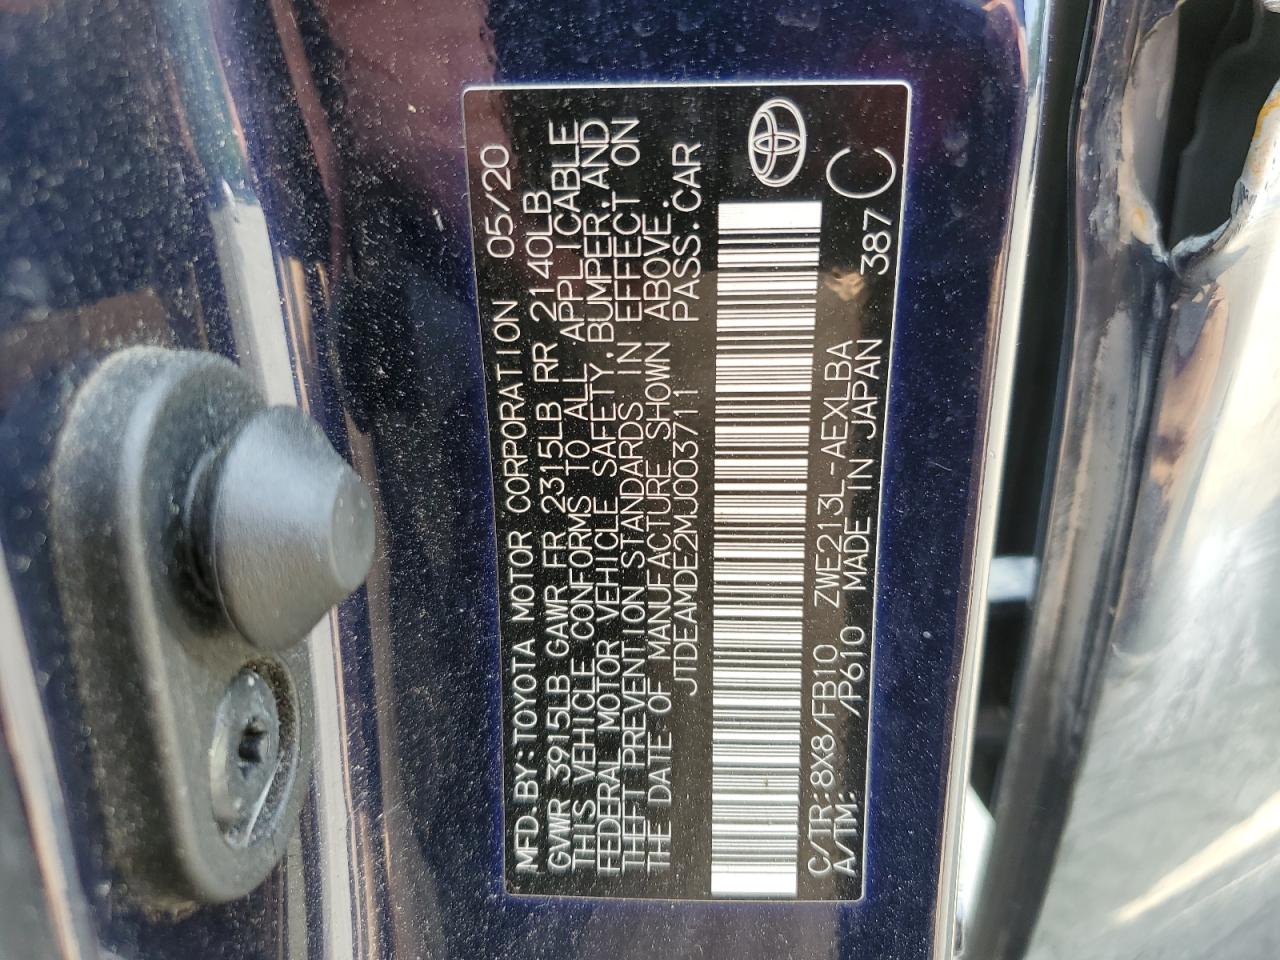 MFD. BY: TOYOTA MOTOR CORPORATION 05/20
GVWR 3915LB GAWR FR 2315LB RR 2140LB
THIS VEHICLE CONFORMS TO ALL APPLICABLE
FEDERAL MOTOR VEHICLE SAFETY, BUMPER, AND
THEFT PREVENTION STANDARDS IN EFFECT ON
THE DATE OF MANUFACTURE SHOWN ABOVE.
JTDEAMDE2MJ003711 PASS. CAR
C/TR: 8X8/FB10 ZWE213L-AEXLBA
A/TM: /P610 MADE IN JAPAN 387 C